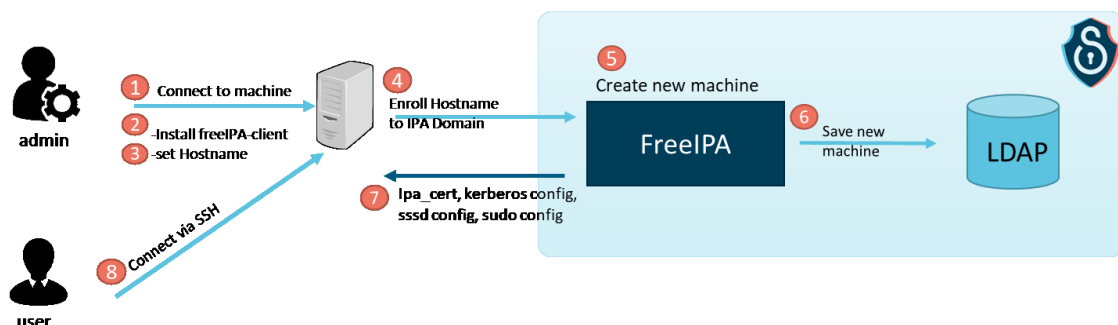 admin
1 Connect to machine
2 -Install freeIPA-client
3 -set Hostname
4
Enroll Hostname
to IPA Domain
5
Create new machine
FreeIPA
6 Save new
machine
LDAP
7 Ipa_cert, kerberos config,
sssd config, sudo config
8 Connect via SSH
user